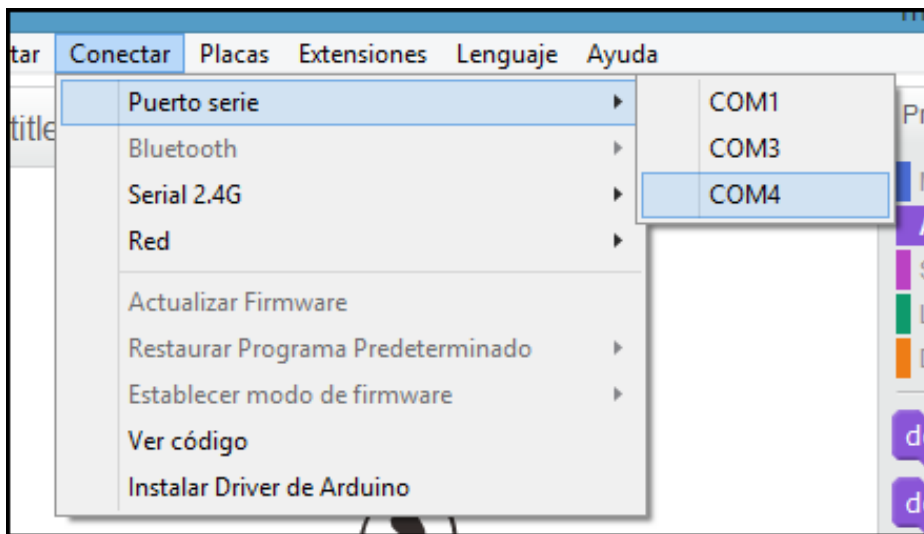 tar Conectar Placas Extensiones Lenguaje Ayuda
title
Puerto serie
COM1
COM3
COM4
Bluetooth
Serial 2.4G
Red
Actualizar Firmware
Restaurar Programa Predeterminado
Establecer modo de firmware
Ver código
Instalar Driver de Arduino